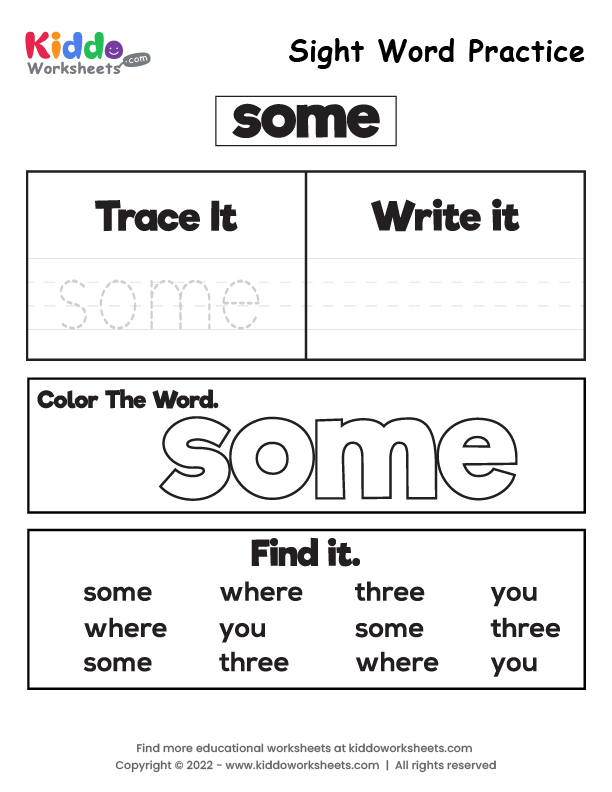 Kiddo
Worksheets .com
Sight Word Practice
some
Trace It
Write it
some
Color The Word.
some
Find it.
some where three you
where you some three
some three where you
Find more educational worksheets at kiddoworksheets.com
Copyright © 2022 - www.kiddoworksheets.com | All rights reserved